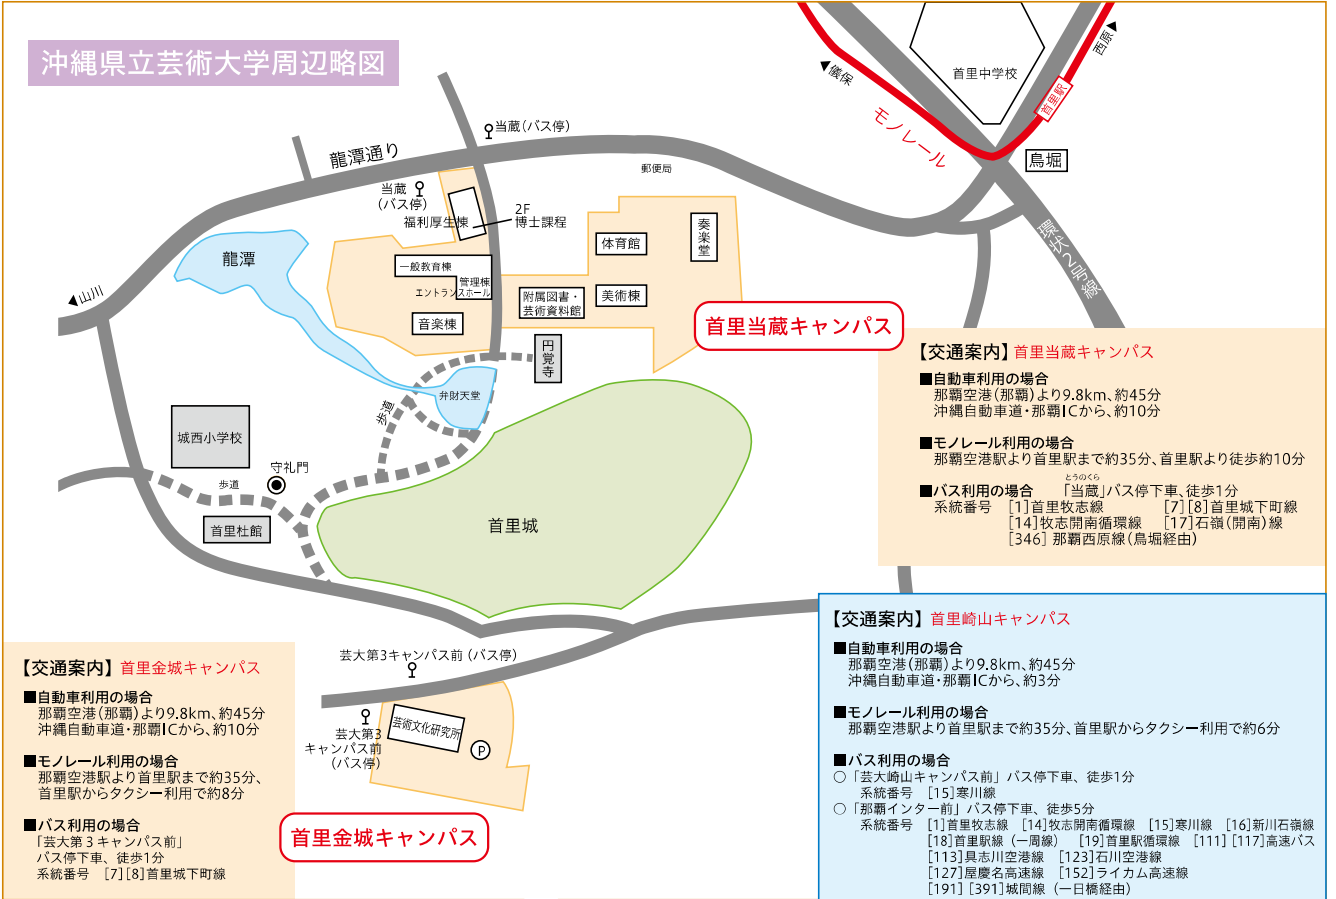 沖縄県立芸術大学周辺略図
首里中学校
西原
儀保
首里駅
モノレール
鳥堀
当蔵(バス停)
龍潭通り
郵便局
当蔵
(バス停)
福利厚生棟
2F
博士課程
奏楽堂
体育館
環状2号線
龍潭
一般教育棟
管理棟
エントランスホール
附属図書・
芸術資料館
美術棟
山川
音楽棟
首里当蔵キャンパス
円覚寺
弁財天堂
歩道
城西小学校
守礼門
歩道
首里杜館
首里城
【交通案内】首里当蔵キャンパス
■自動車利用の場合
那覇空港(那覇)より9.8km、約45分
沖縄自動車道・那覇ICから、約10分
■モノレール利用の場合
那覇空港駅より首里駅まで約35分、首里駅より徒歩約10分
とうのくら
■バス利用の場合 「当蔵」バス停下車、徒歩1分
系統番号 [1]首里牧志線 [7][8]首里城下町線
[14]牧志開南循環線 [17]石嶺(開南)線
[346] 那覇西原線(鳥堀経由)
芸大第3キャンパス前(バス停)
芸大第3
キャンパス前
(バス停)
芸術文化研究所
P
首里金城キャンパス
【交通案内】首里金城キャンパス
■自動車利用の場合
那覇空港(那覇)より9.8km、約45分
沖縄自動車道・那覇ICから、約10分
■モノレール利用の場合
那覇空港駅より首里駅まで約35分、
首里駅からタクシー利用で約8分
■バス利用の場合
「芸大第3キャンパス前」
バス停下車、徒歩1分
系統番号 [7][8]首里城下町線
【交通案内】首里崎山キャンパス
■自動車利用の場合
那覇空港(那覇)より9.8km、約45分
沖縄自動車道・那覇ICから、約3分
■モノレール利用の場合
那覇空港駅より首里駅まで約35分、首里駅からタクシー利用で約6分
■バス利用の場合
○「芸大崎山キャンパス前」バス停下車、徒歩1分
系統番号 [15]寒川線
○「那覇インター前」バス停下車、徒歩5分
系統番号 [1]首里牧志線 [14]牧志開南循環線 [15]寒川線 [16]新川石嶺線
[18]首里駅線(一周線) [19]首里駅循環線 [111] [117]高速バス
[113]具志川空港線 [123]石川空港線
[127]屋慶名高速線 [152]ライカム高速線
[191] [391]城間線(一日橋経由)